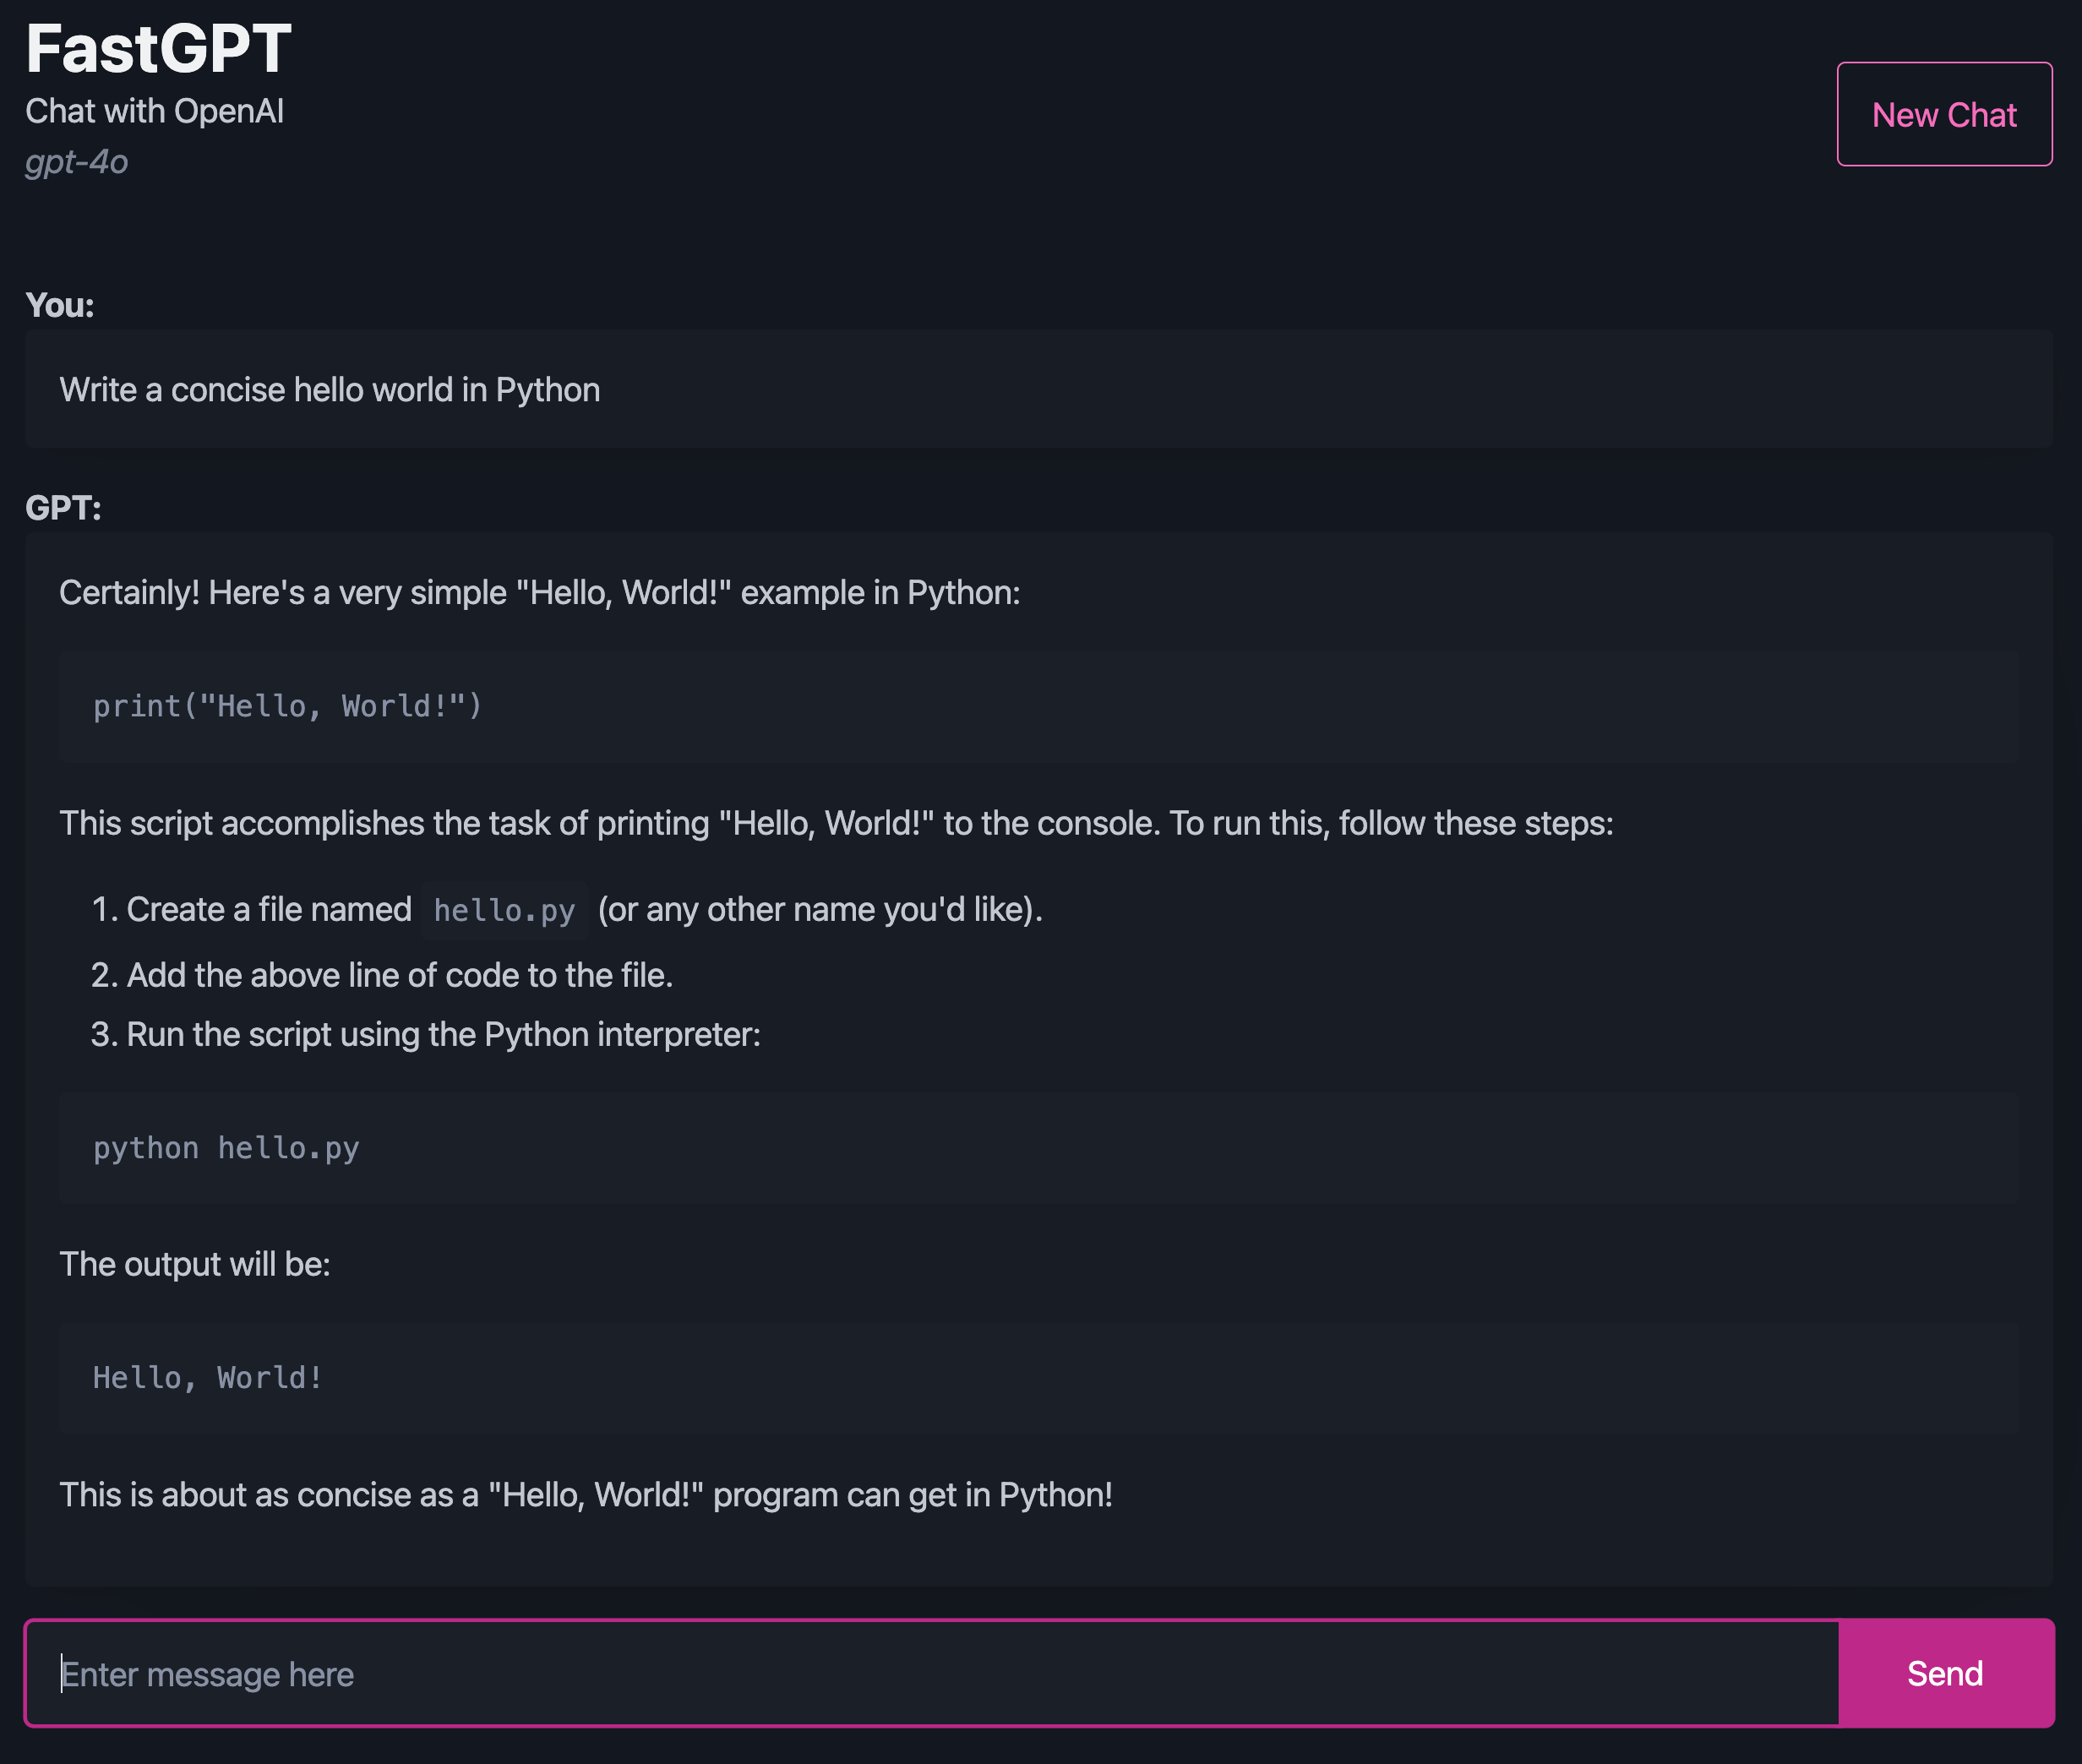 FastGPT
Chat with OpenAI
gpt-4o
New Chat
You:
Write a concise hello world in Python
GPT:
Certainly! Here's a very simple "Hello, World!" example in Python:
print("Hello, World!")
This script accomplishes the task of printing "Hello, World!" to the console. To run this, follow these steps:
1. Create a file named hello.py (or any other name you'd like).
2. Add the above line of code to the file.
3. Run the script using the Python interpreter:
python hello.py
The output will be:
Hello, World!
This is about as concise as a "Hello, World!" program can get in Python!
Enter message here
Send